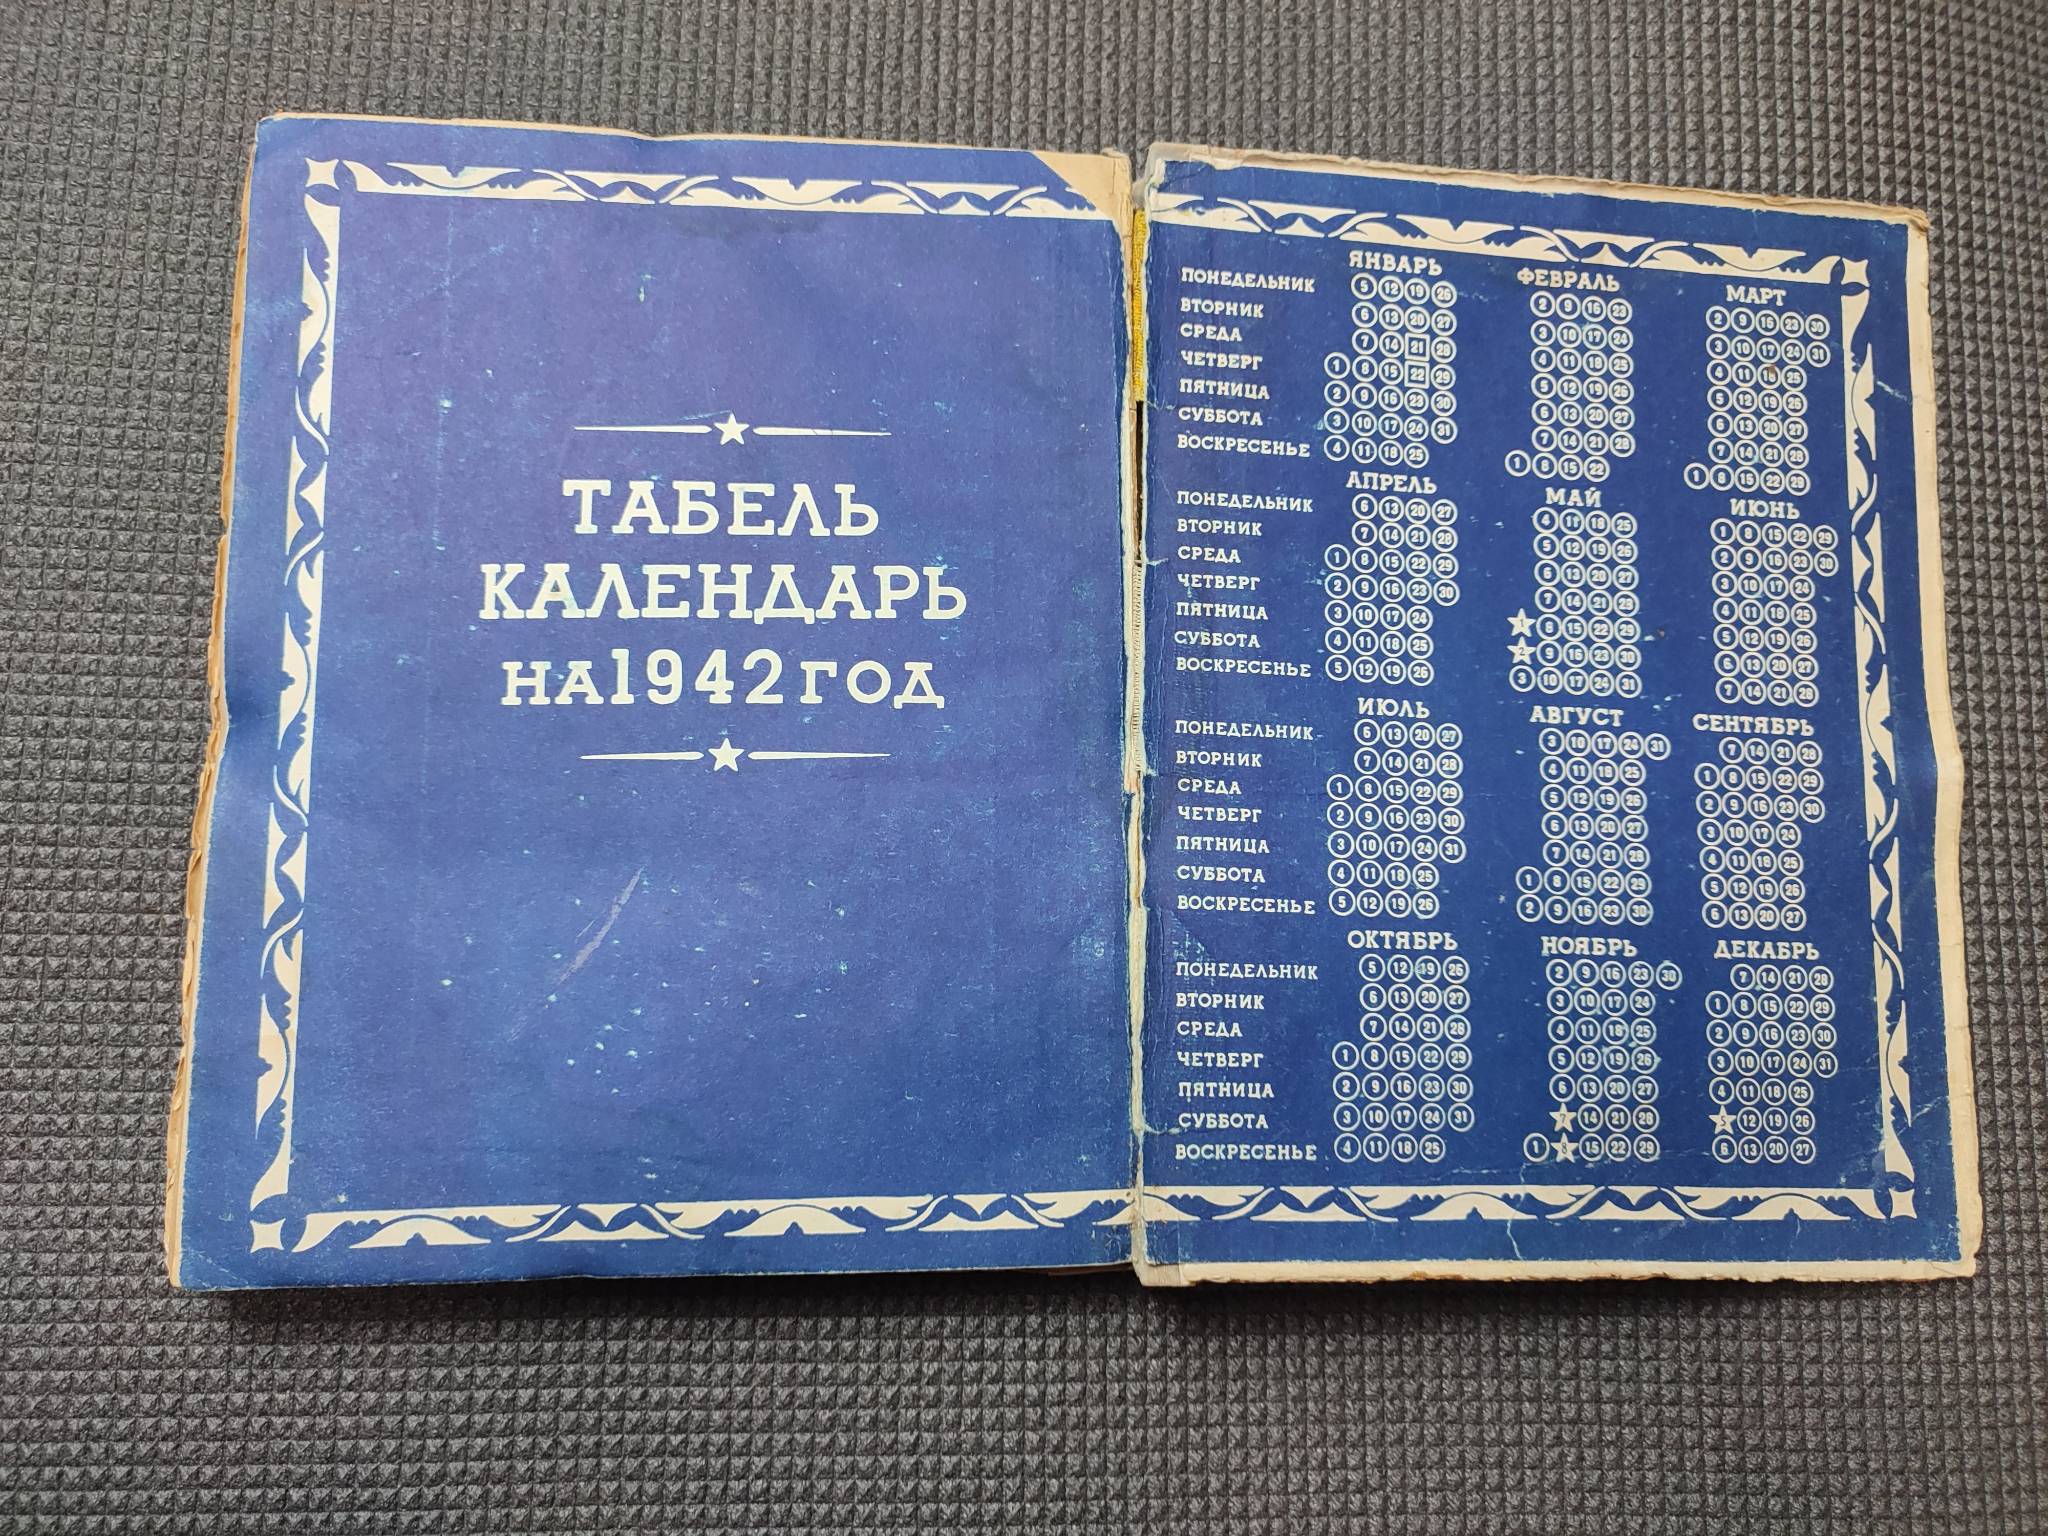 ТАБЕЛЬ
КАЛЕНДАРЬ
НА 1942 ГОД
ЯНВАРЬ ФЕВРАЛЬ МАРТ
ПОНЕДЕЛЬНИК 5 12 19 26 2 9 16 23 2 9 16 23 30
ВТОРНИК 6 13 20 27 3 10 17 24 3 10 17 24 31
СРЕДА 7 14 21 28 4 11 18 25 4 11 18 25
ЧЕТВЕРГ 1 8 15 22 29 5 12 19 26 5 12 19 26
ПЯТНИЦА 2 9 16 23 30 6 13 20 27 6 13 20 27
СУББОТА 3 10 17 24 31 7 14 21 28 7 14 21 28
ВОСКРЕСЕНЬЕ 4 11 18 25 1 8 15 22 1 8 15 22 29
АПРЕЛЬ МАЙ ИЮНЬ
ПОНЕДЕЛЬНИК 6 13 20 27 4 11 18 25 1 8 15 22 29
ВТОРНИК 7 14 21 28 5 12 19 26 2 9 16 23 30
СРЕДА 1 8 15 22 29 6 13 20 27 3 10 17 24
ЧЕТВЕРГ 2 9 16 23 30 7 14 21 28 4 11 18 25
ПЯТНИЦА 3 10 17 24 1 8 15 22 29 5 12 19 26
СУББОТА 4 11 18 25 2 9 16 23 30 6 13 20 27
ВОСКРЕСЕНЬЕ 5 12 19 26 3 10 17 24 31 7 14 21 28
ИЮЛЬ АВГУСТ СЕНТЯБРЬ
ПОНЕДЕЛЬНИК 6 13 20 27 3 10 17 24 31 7 14 21 28
ВТОРНИК 7 14 21 28 4 11 18 25 1 8 15 22 29
СРЕДА 1 8 15 22 29 5 12 19 26 2 9 16 23 30
ЧЕТВЕРГ 2 9 16 23 30 6 13 20 27 3 10 17 24
ПЯТНИЦА 3 10 17 24 31 7 14 21 28 4 11 18 25
СУББОТА 4 11 18 25 1 8 15 22 29 5 12 19 26
ВОСКРЕСЕНЬЕ 5 12 19 26 2 9 16 23 30 6 13 20 27
ОКТЯБРЬ НОЯБРЬ ДЕКАБРЬ
ПОНЕДЕЛЬНИК 5 12 19 26 2 9 16 23 30 7 14 21 28
ВТОРНИК 6 13 20 27 3 10 17 24 1 8 15 22 29
СРЕДА 7 14 21 28 4 11 18 25 2 9 16 23 30
ЧЕТВЕРГ 1 8 15 22 29 5 12 19 26 3 10 17 24 31
ПЯТНИЦА 2 9 16 23 30 6 13 20 27 4 11 18 25
СУББОТА 3 10 17 24 31 7 14 21 28 5 12 19 26
ВОСКРЕСЕНЬЕ 4 11 18 25 1 8 15 22 29 6 13 20 27